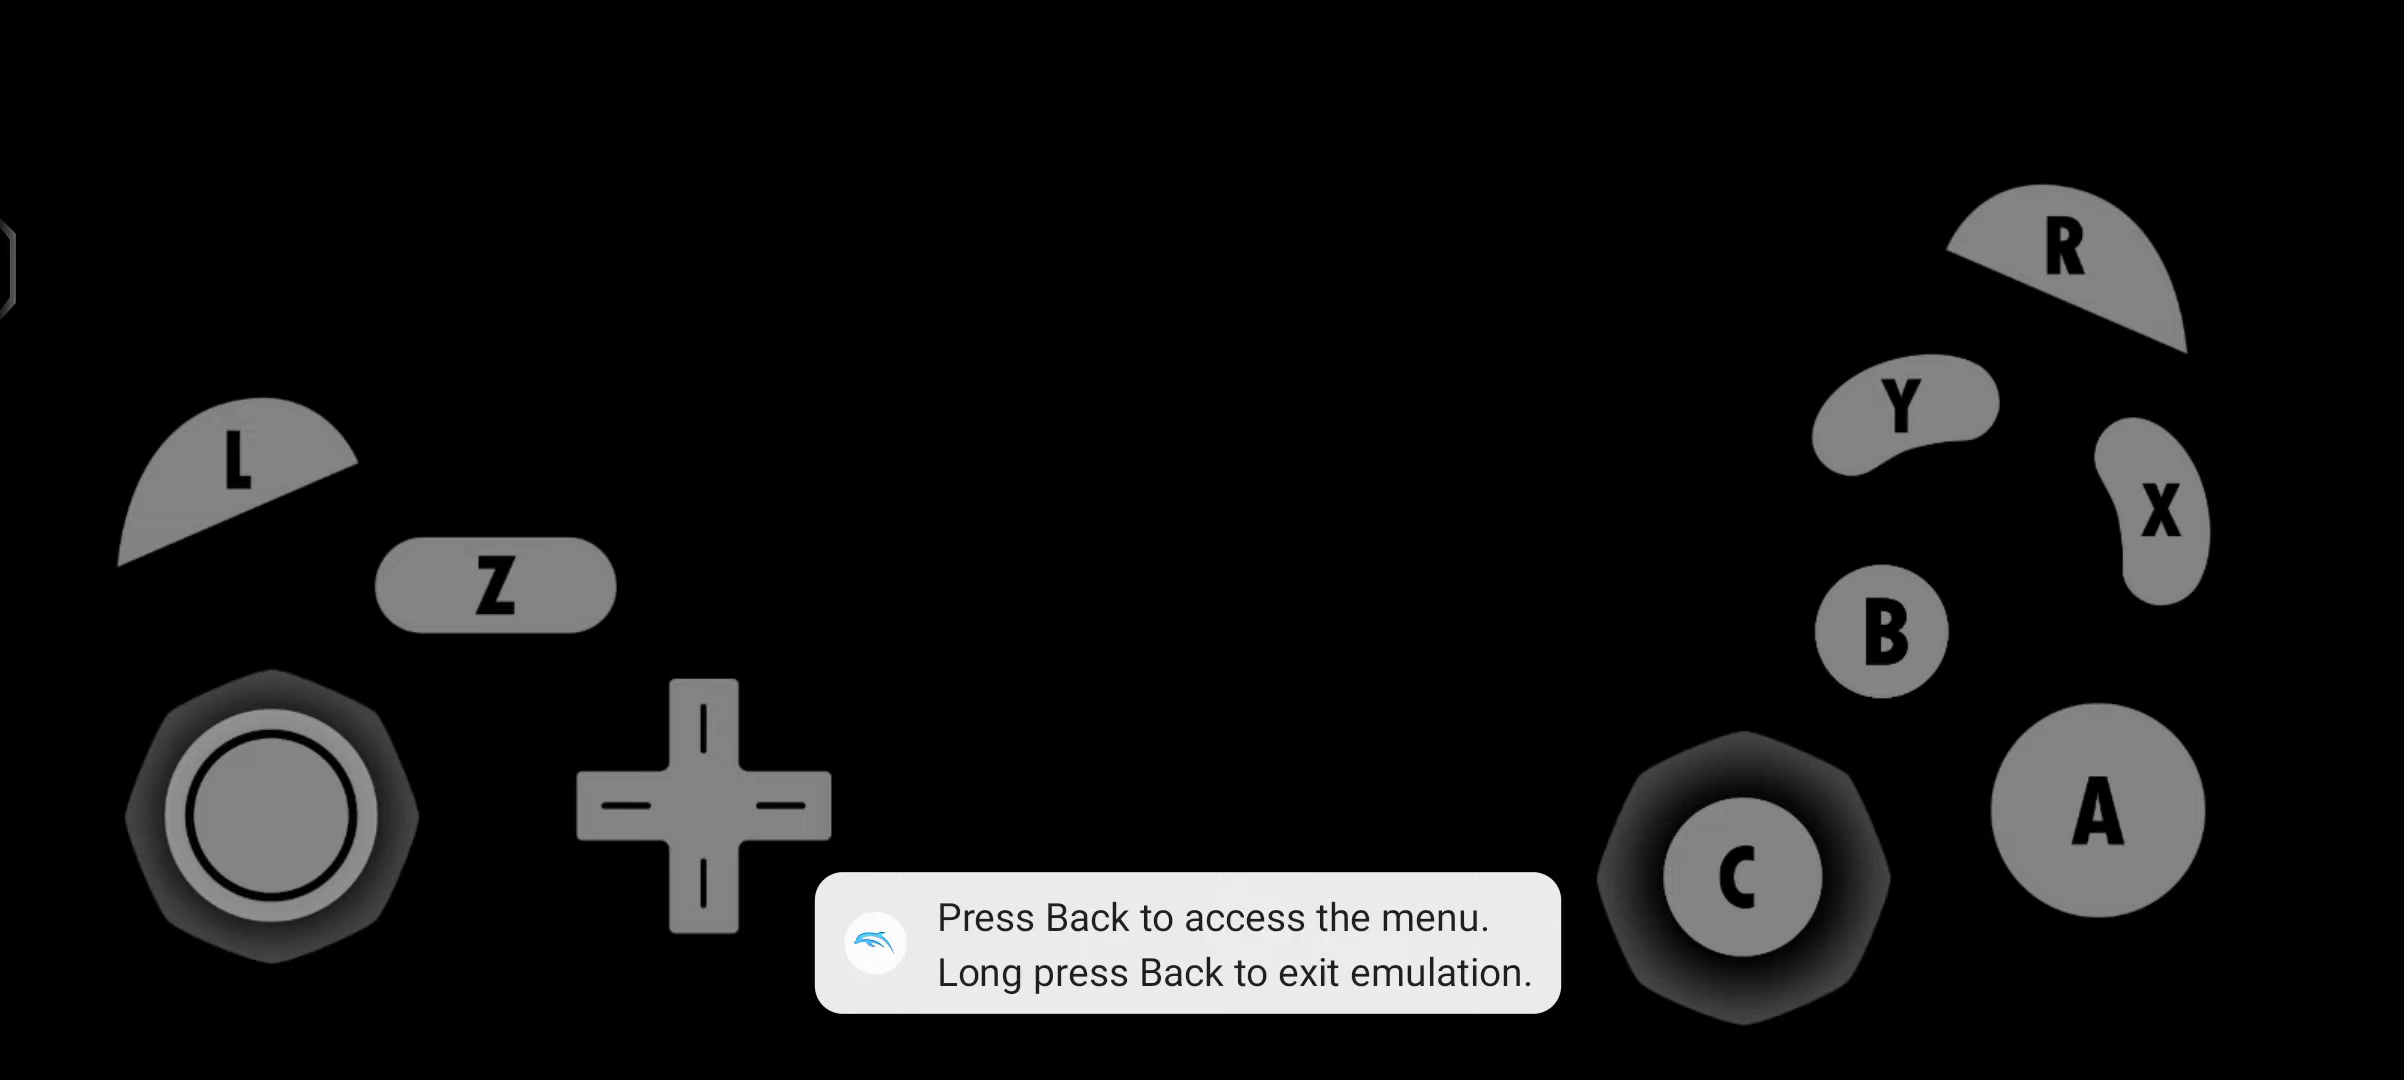 R
Y
L
X
Z
B
A
C
Press Back to access the menu.
Long press Back to exit emulation.